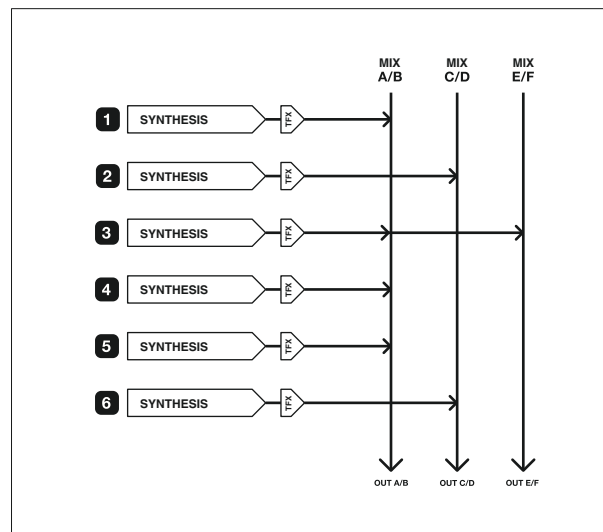 MIX MIX MIX
A/B C/D E/F
1 SYNTHESIS TFX
2 SYNTHESIS TFX
3 SYNTHESIS TFX
4 SYNTHESIS TFX
5 SYNTHESIS TFX
6 SYNTHESIS TFX
OUT A/B OUT C/D OUT E/F